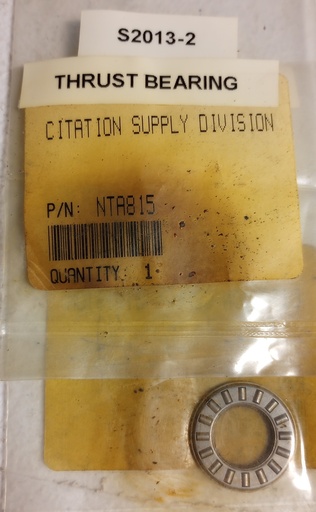 S2013-2
THRUST BEARING
CITATION SUPPLY DIVISION
P/N: NTA815
QUANTITY: 1